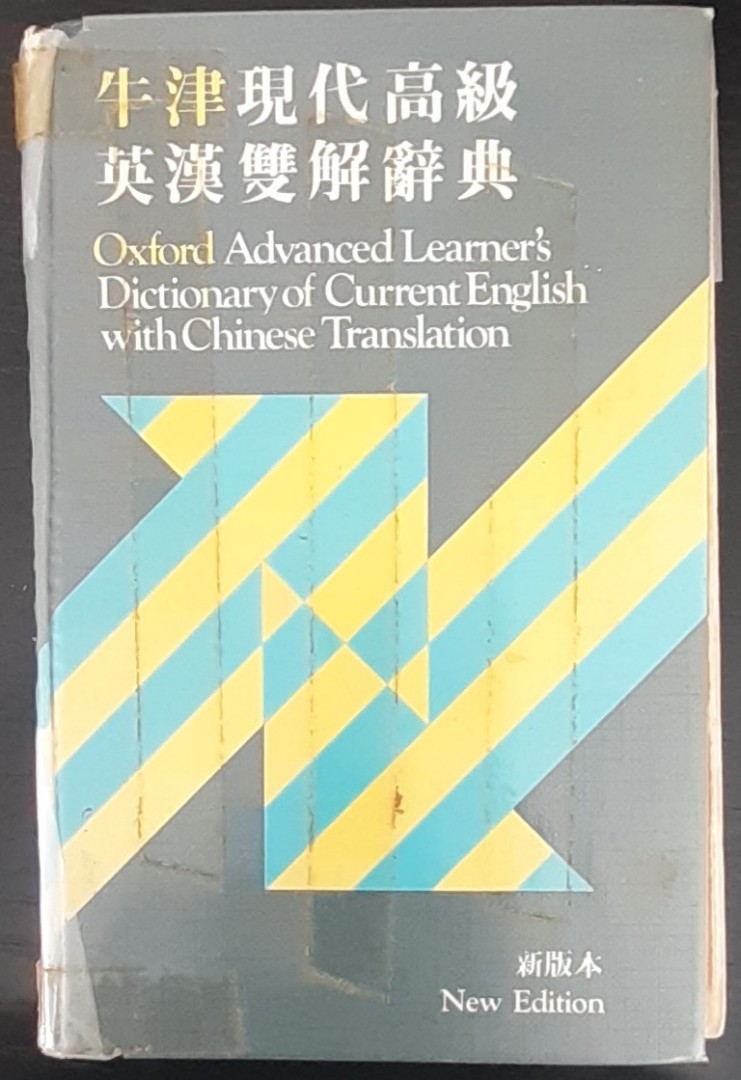 牛津現代高級
英漢雙解辭典
Oxford Advanced Learner's
Dictionary of Current English
with Chinese Translation
新版本
New Edition